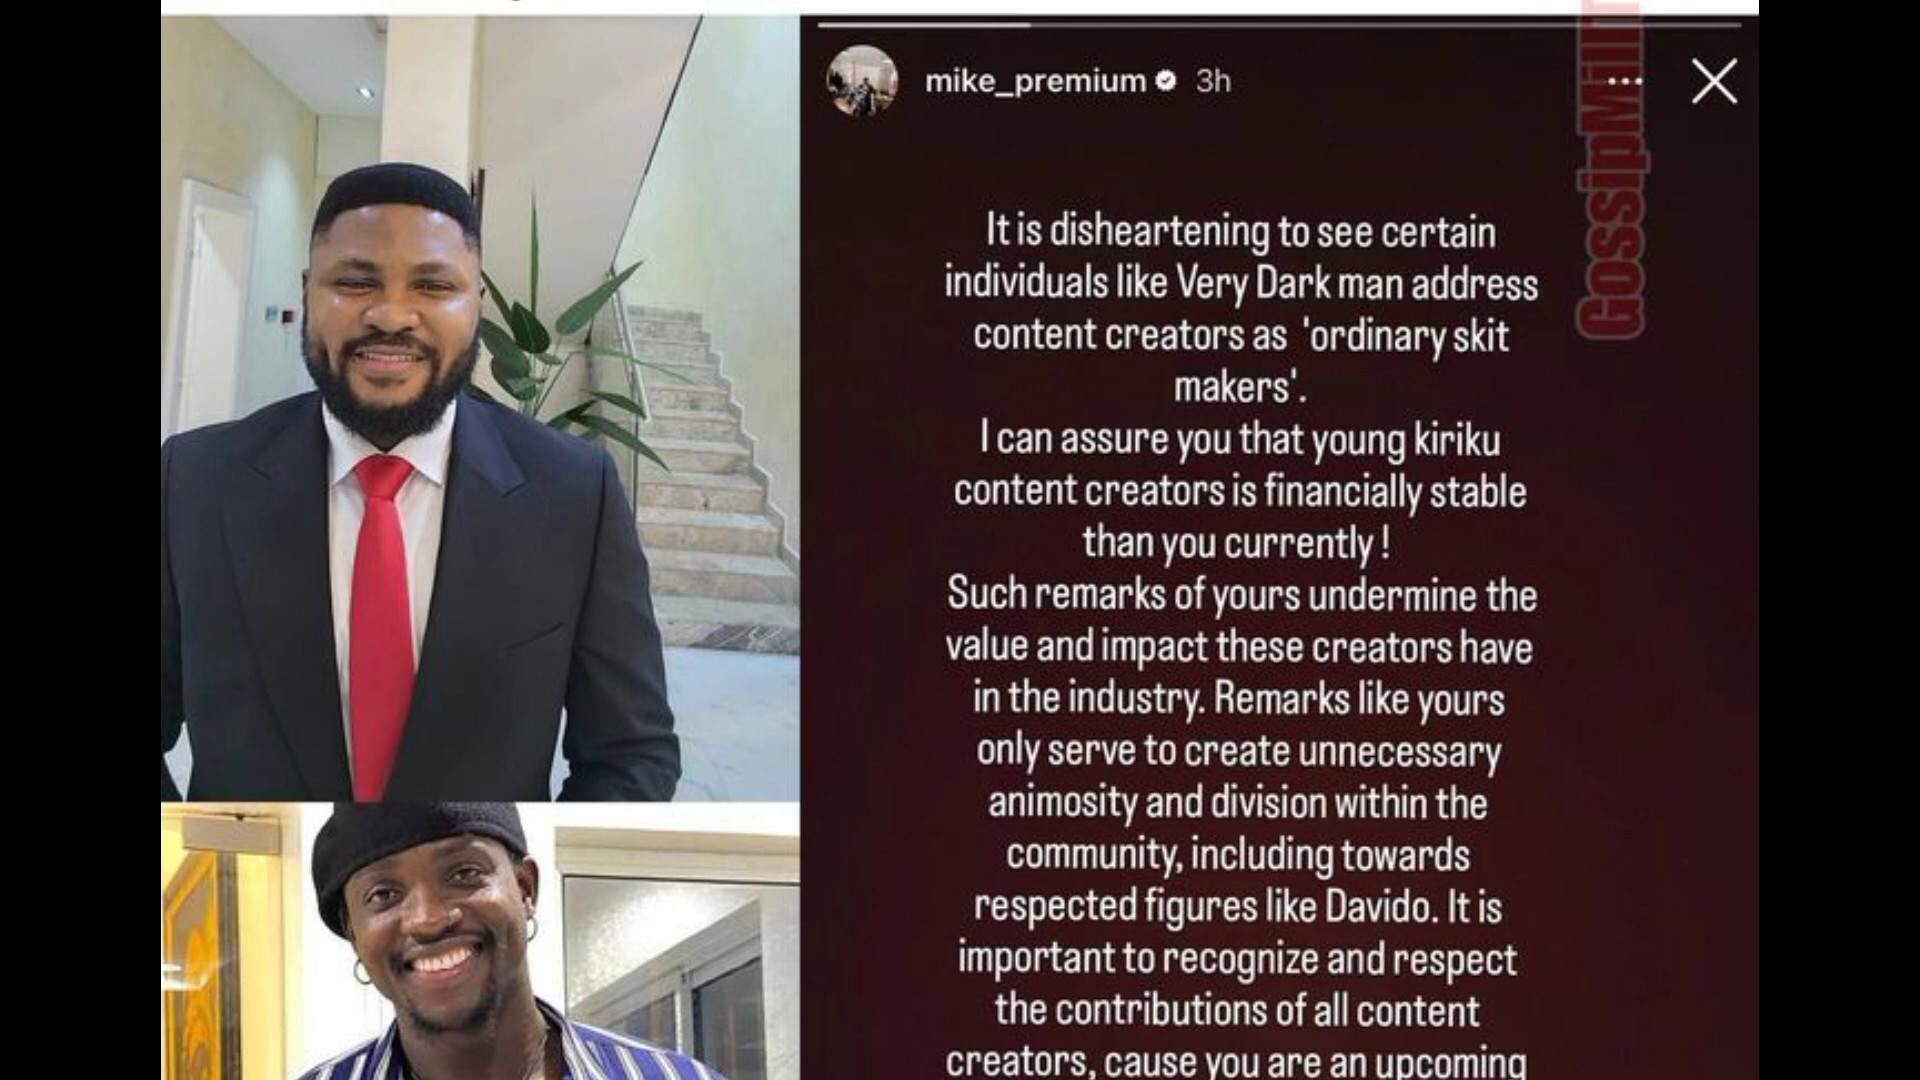 mike_premium 3h
GossipMill
It is disheartening to see certain
individuals like Very Dark man address
content creators as 'ordinary skit
makers'.
I can assure you that young kiriku
content creators is financially stable
than you currently !
Such remarks of yours undermine the
value and impact these creators have
in the industry. Remarks like yours
only serve to create unnecessary
animosity and division within the
community, including towards
respected figures like Davido. It is
important to recognize and respect
the contributions of all content
creators, cause you are an upcoming